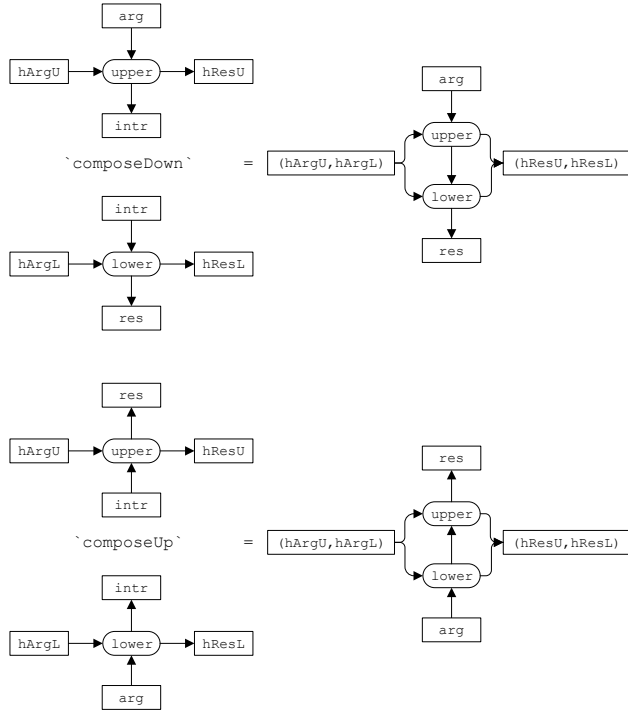 arg
hArgU upper hResU
intr
`composeDown` =
intr
hArgL lower hResL
res
arg
upper
(hArgU,hArgL) (hResU,hResL)
lower
res
res
hArgU upper hResU
intr
`composeUp` =
intr
hArgL lower hResL
arg
res
upper
(hArgU,hArgL) (hResU,hResL)
lower
arg